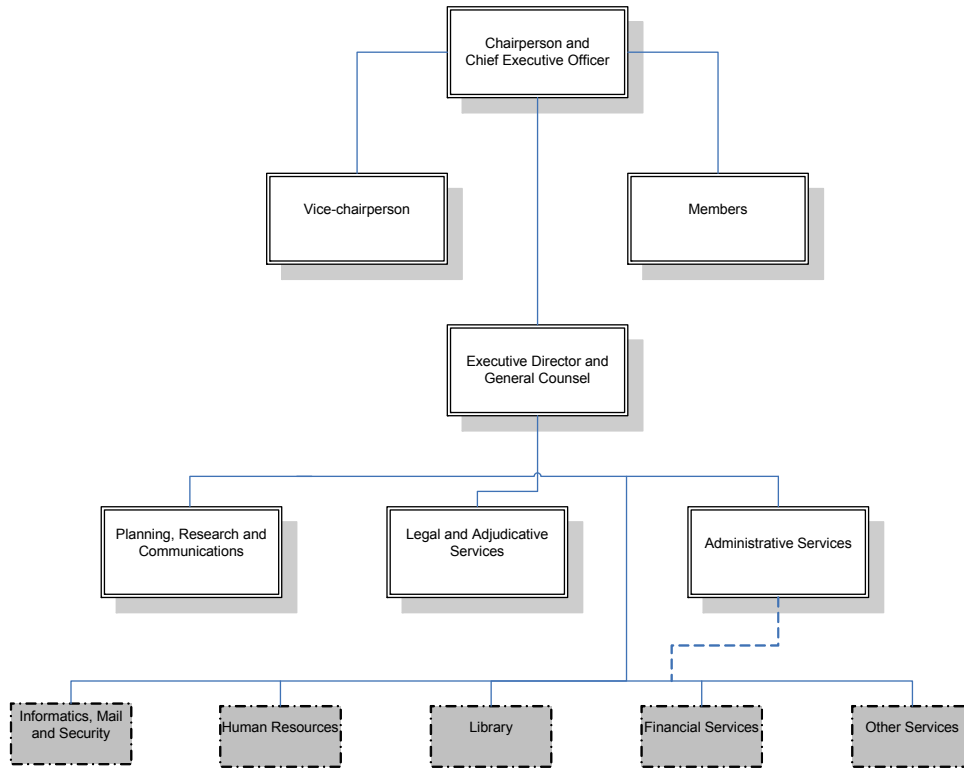 Chairperson and
Chief Executive Officer
Vice-chairperson
Members
Executive Director and
General Counsel
Planning, Research and
Communications
Legal and Adjudicative
Services
Administrative Services
Informatics, Mail
and Security
Human Resources
Library
Financial Services
Other Services